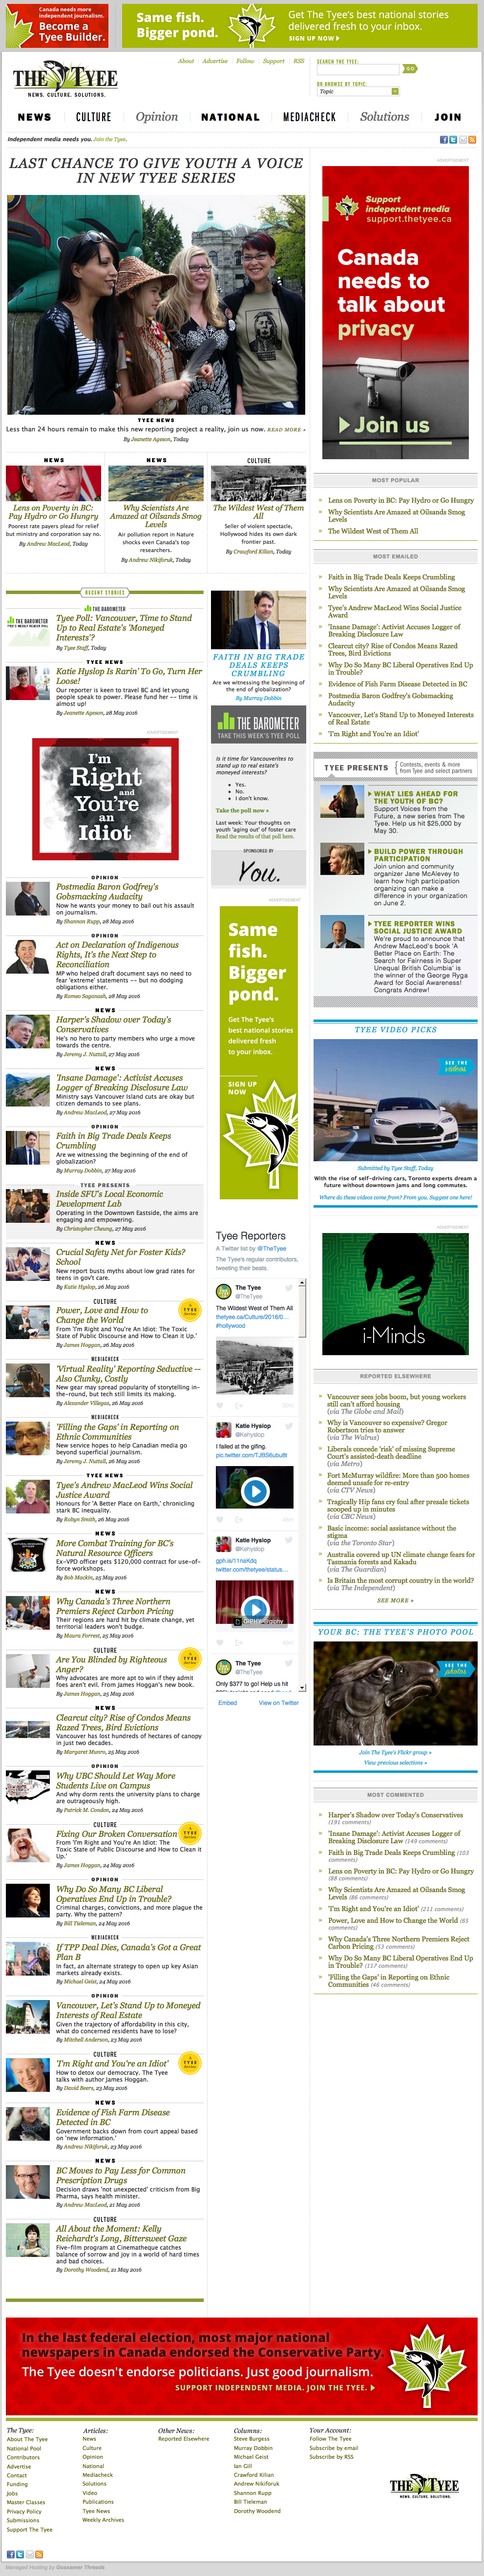 Canada needs more
independent journalism.
Become a
Tyee Builder.
Same fish.
Bigger pond.
Get The Tyee's best national stories
delivered fresh to your inbox.
SIGN UP NOW
About Advertise Follow Support RSS
SEARCH THE TYEE:
GO
OR BROWSE BY TOPIC:
Topic
THE TYEE
NEWS. CULTURE. SOLUTIONS.
NEWS CULTURE Opinion NATIONAL MEDIACHECK Solutions JOIN
Independent media needs you. Join the Tyee.
LAST CHANCE TO GIVE YOUTH A VOICE
IN NEW TYEE SERIES
TYEE NEWS
Less than 24 hours remain to make this new reporting project a reality, join us now. READ MORE »
By Jeanette Ageson, Today
NEWS
Lens on Poverty in BC:
Pay Hydro or Go Hungry
Poorest rate payers plead for relief
but ministry and corporation say no.
By Andrew MacLeod, Today
NEWS
Why Scientists Are
Amazed at Oilsands Smog
Levels
Air pollution report in Nature
shocks even Canada's top
researchers.
By Andrew Nikiforuk, Today
CULTURE
The Wildest West of Them
All
Seller of violent spectacle,
Hollywood hides its own dark
frontier past.
By Crawford Kilian, Today
RECENT STORIES
THE BAROMETER
Tyee Poll: Vancouver, Time to Stand
Up to Real Estate's 'Moneyed
Interests'?
By Tyee Staff, Today
TYEE NEWS
Katie Hyslop Is Rarin' To Go, Turn Her
Loose!
Our reporter is keen to travel BC and let young
people speak to power. Please fund her -- time is
almost up!
By Jeanette Ageson, 28 May 2016
ADVERTISEMENT
I'm
Right
and
You're
an
Idiot
OPINION
Postmedia Baron Godfrey's
Gobsmacking Audacity
Now he wants your money to bail out his assault
on journalism.
By Shannon Rupp, 28 May 2016
OPINION
Act on Declaration of Indigenous
Rights, It's the Next Step to
Reconciliation
MP who helped draft document says no need to
fear 'extreme' statements -- but no dodging
obligations either.
By Romeo Saganash, 28 May 2016
NEWS
Harper's Shadow over Today's
Conservatives
He's no hero to party members who urge a move
towards the centre.
By Jeremy J. Nuttall, 27 May 2016
NEWS
'Insane Damage': Activist Accuses
Logger of Breaking Disclosure Law
Ministry says Vancouver Island cuts are okay but
citizen demands to see plans.
By Andrew MacLeod, 27 May 2016
OPINION
Faith in Big Trade Deals Keeps
Crumbling
Are we witnessing the beginning of the end of
globalization?
By Murray Dobbin, 27 May 2016
TYEE PRESENTS
Inside SFU's Local Economic
Development Lab
Operating in the Downtown Eastside, the aims are
engaging and empowering.
By Christopher Cheung, 27 May 2016
NEWS
Crucial Safety Net for Foster Kids?
School
New report busts myths about low grad rates for
teens in gov't care.
By Katie Hyslop, 26 May 2016
CULTURE
Power, Love and How to
Change the World
From 'I'm Right and You're An Idiot: The Toxic
State of Public Discourse and How to Clean it Up.'
By James Hoggan, 26 May 2016
MEDIACHECK
'Virtual Reality' Reporting Seductive --
Also Clunky, Costly
New gear may spread popularity of storytelling in-
the-round, but tech still limits its making.
By Alexander Villegas, 26 May 2016
MEDIACHECK
'Filling the Gaps' in Reporting on
Ethnic Communities
New service hopes to help Canadian media go
beyond superficial journalism.
By Jeremy J. Nuttall, 26 May 2016
TYEE NEWS
Tyee's Andrew MacLeod Wins Social
Justice Award
Honours for 'A Better Place on Earth,' chronicling
stark BC inequality.
By Robyn Smith, 26 May 2016
NEWS
More Combat Training for BC's
Natural Resource Officers
Ex-VPD officer gets $120,000 contract for use-of-
force workshops.
By Bob Mackin, 25 May 2016
NEWS
Why Canada's Three Northern
Premiers Reject Carbon Pricing
Their regions are hard hit by climate change, yet
territorial leaders won't budge.
By Maura Forrest, 25 May 2016
CULTURE
Are You Blinded by Righteous
Anger?
Why advocates are more apt to win if they admit
foes aren't evil. From James Hoggan's new book.
By James Hoggan, 25 May 2016
NEWS
Clearcut city? Rise of Condos Means
Razed Trees, Bird Evictions
Vancouver has lost hundreds of hectares of canopy
in just two decades.
By Margaret Munro, 25 May 2016
OPINION
Why UBC Should Let Way More
Students Live on Campus
And why dorm rents the university plans to charge
are outrageously high.
By Patrick M. Condon, 24 May 2016
CULTURE
Fixing Our Broken Conversation
From 'I'm Right and You're An Idiot: The Toxic
State of Public Discourse and How to Clean it
Up.'
By James Hoggan, 24 May 2016
OPINION
Why Do So Many BC Liberal
Operatives End Up in Trouble?
Criminal charges, convictions, and more plague the
party. Why the pattern?
By Bill Tieleman, 24 May 2016
MEDIACHECK
If TPP Deal Dies, Canada's Got a Great
Plan B
In fact, an alternate strategy to open up key Asian
markets already exists.
By Michael Geist, 24 May 2016
OPINION
Vancouver, Let's Stand Up to Moneyed
Interests of Real Estate
Given the trajectory of affordability in this city,
what do concerned residents have to lose?
By Mitchell Anderson, 23 May 2016
CULTURE
'I'm Right and You're an Idiot'
How to detox our democracy. The Tyee
talks with author James Hoggan.
By David Beers, 23 May 2016
NEWS
Evidence of Fish Farm Disease
Detected in BC
Government backs down from court appeal based
on 'new information.'
By Andrew Nikiforuk, 23 May 2016
NEWS
BC Moves to Pay Less for Common
Prescription Drugs
Decision draws 'not unexpected' criticism from Big
Pharma, says health minister.
By Andrew MacLeod, 21 May 2016
CULTURE
All About the Moment: Kelly
Reichardt's Long, Bittersweet Gaze
Five-film program at Cinematheque catches
balance of sorrow and joy in a world of hard times
and bad choices.
By Dorothy Woodend, 21 May 2016
FAITH IN BIG TRADE
DEALS KEEPS
CRUMBLING
Are we witnessing the beginning
of the end of globalization?
By Murray Dobbin
THE BAROMETER
TAKE THIS WEEK'S TYEE POLL
Is it time for Vancouverites to
stand up to real estate's
moneyed interests?
Yes.
No.
I don't know.
Take the poll now »
Last week: Your thoughts on
youth 'aging out' of foster care
Read the results of that poll here.
SPONSORED BY
You.
ADVERTISEMENT
Same
fish.
Bigger
pond.
Get The Tyee's
best national stories
delivered fresh
to your inbox.
SIGN UP
NOW
Tyee Reporters
A Twitter list by @TheTyee
The Tyee's regular contributors,
tweeting their beats.
The Tyee
@TheTyee
The Wildest West of Them All
thetyee.ca/Culture/2016/0…
#hollywood
Katie Hyslop
@Kehyslop
I failed at the gifing.
Katie Hyslop
@Kehyslop
twitter.com/thetyee/status…
The Tyee
@TheTyee
Only $377 to go! Help us hit
Embed View on Twitter
ADVERTISEMENT
Support
independent media
support.thetyee.ca
Canada
needs to
talk about
privacy
Join us
MOST POPULAR
Lens on Poverty in BC: Pay Hydro or Go Hungry
Why Scientists Are Amazed at Oilsands Smog
Levels
The Wildest West of Them All
MOST EMAILED
Faith in Big Trade Deals Keeps Crumbling
Why Scientists Are Amazed at Oilsands Smog
Levels
Tyee's Andrew MacLeod Wins Social Justice
Award
'Insane Damage': Activist Accuses Logger of
Breaking Disclosure Law
Clearcut city? Rise of Condos Means Razed
Trees, Bird Evictions
Why Do So Many BC Liberal Operatives End Up
in Trouble?
Evidence of Fish Farm Disease Detected in BC
Postmedia Baron Godfrey's Gobsmacking
Audacity
Vancouver, Let's Stand Up to Moneyed Interests
of Real Estate
'I'm Right and You're an Idiot'
TYEE PRESENTS
Contests, events & more
from Tyee and select partners
WHAT LIES AHEAD FOR
THE YOUTH OF BC?
Support Voices from the
Future, a new series from The
Tyee. Help us hit $25,000 by
May 30.
BUILD POWER THROUGH
PARTICIPATION
Join union and community
organizer Jane McAlevey to
learn how high participation
organizing can make a
difference in your organization
on June 2.
TYEE REPORTER WINS
SOCIAL JUSTICE AWARD
We're proud to announce that
Andrew MacLeod's book 'A
Better Place on Earth: The
Search for Fairness in Super
Unequal British Columbia' is
the winner of the George Ryga
Award for Social Awareness!
Congrats Andrew!
TYEE VIDEO PICKS
SEE THE
videos
Submitted by Tyee Staff, Today
With the rise of self-driving cars, Toronto experts dream a
future without downtown jams and long commutes.
Where do these videos come from? From you. Suggest one here!
ADVERTISEMENT
i-Minds
REPORTED ELSEWHERE
Vancouver sees jobs boom, but young workers
still can't afford housing
(via The Globe and Mail)
Why is Vancouver so expensive? Gregor
Robertson tries to answer
(via The Walrus)
Liberals concede 'risk' of missing Supreme
Court's assisted-death deadline
(via Metro)
Fort McMurray wildfire: More than 500 homes
deemed unsafe for re-entry
(via CTV News)
Tragically Hip fans cry foul after presale tickets
scooped up in minutes
(via CBC News)
Basic income: social assistance without the
stigma
(via the Toronto Star)
Australia covered up UN climate change fears for
Tasmania forests and Kakadu
(via The Guardian)
Is Britain the most corrupt country in the world?
(via The Independent)
SEE MORE »
YOUR BC: THE TYEE'S PHOTO POOL
SEE THE
photos
Join The Tyee's Flickr group »
View previous selections »
MOST COMMENTED
Harper's Shadow over Today's Conservatives
(191 comments)
'Insane Damage': Activist Accuses Logger of
Breaking Disclosure Law (149 comments)
Faith in Big Trade Deals Keeps Crumbling (103
comments)
Lens on Poverty in BC: Pay Hydro or Go Hungry
(88 comments)
Why Scientists Are Amazed at Oilsands Smog
Levels (86 comments)
'I'm Right and You're an Idiot' (211 comments)
Power, Love and How to Change the World (65
comments)
Why Canada's Three Northern Premiers Reject
Carbon Pricing (53 comments)
Why Do So Many BC Liberal Operatives End Up
in Trouble? (117 comments)
'Filling the Gaps' in Reporting on Ethnic
Communities (46 comments)
In the last federal election, most major national
newspapers in Canada endorsed the Conservative Party.
The Tyee doesn't endorse politicians. Just good journalism.
SUPPORT INDEPENDENT MEDIA. JOIN THE TYEE.
The Tyee:
About The Tyee
National Pool
Contributors
Advertise
Contact
Funding
Jobs
Master Classes
Privacy Policy
Submissions
Support The Tyee
Articles:
News
Culture
Opinion
National
Mediacheck
Solutions
Video
Publications
Tyee News
Weekly Archives
Other News:
Reported Elsewhere
Columns:
Steve Burgess
Murray Dobbin
Michael Geist
Ian Gill
Crawford Kilian
Andrew Nikiforuk
Shannon Rupp
Bill Tieleman
Dorothy Woodend
Your Account:
Follow The Tyee
Subscribe by email
Subscribe by RSS
THE TYEE
NEWS. CULTURE. SOLUTIONS.
Managed Hosting by Gossamer Threads